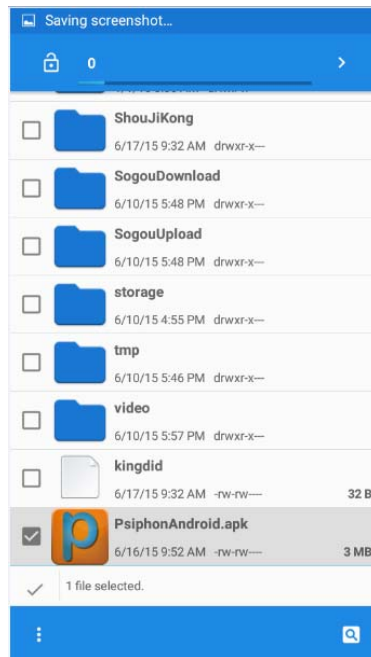 Saving screenshot...
0
ShouJiKong
6/17/15 9:32 AM drwxr-x---
SogouDownload
6/10/15 5:48 PM drwxr-x---
SogouUpload
6/10/15 5:48 PM drwxr-x---
storage
6/10/15 4:55 PM drwxr-x---
tmp
6/10/15 5:46 PM drwxr-x---
video
6/10/15 5:57 PM drwxr-x---
kingdid
6/17/15 9:32 AM -rw-rw---- 32 B
PsiphonAndroid.apk
6/16/15 9:52 AM -rw-rw---- 3 MB
1 file selected.